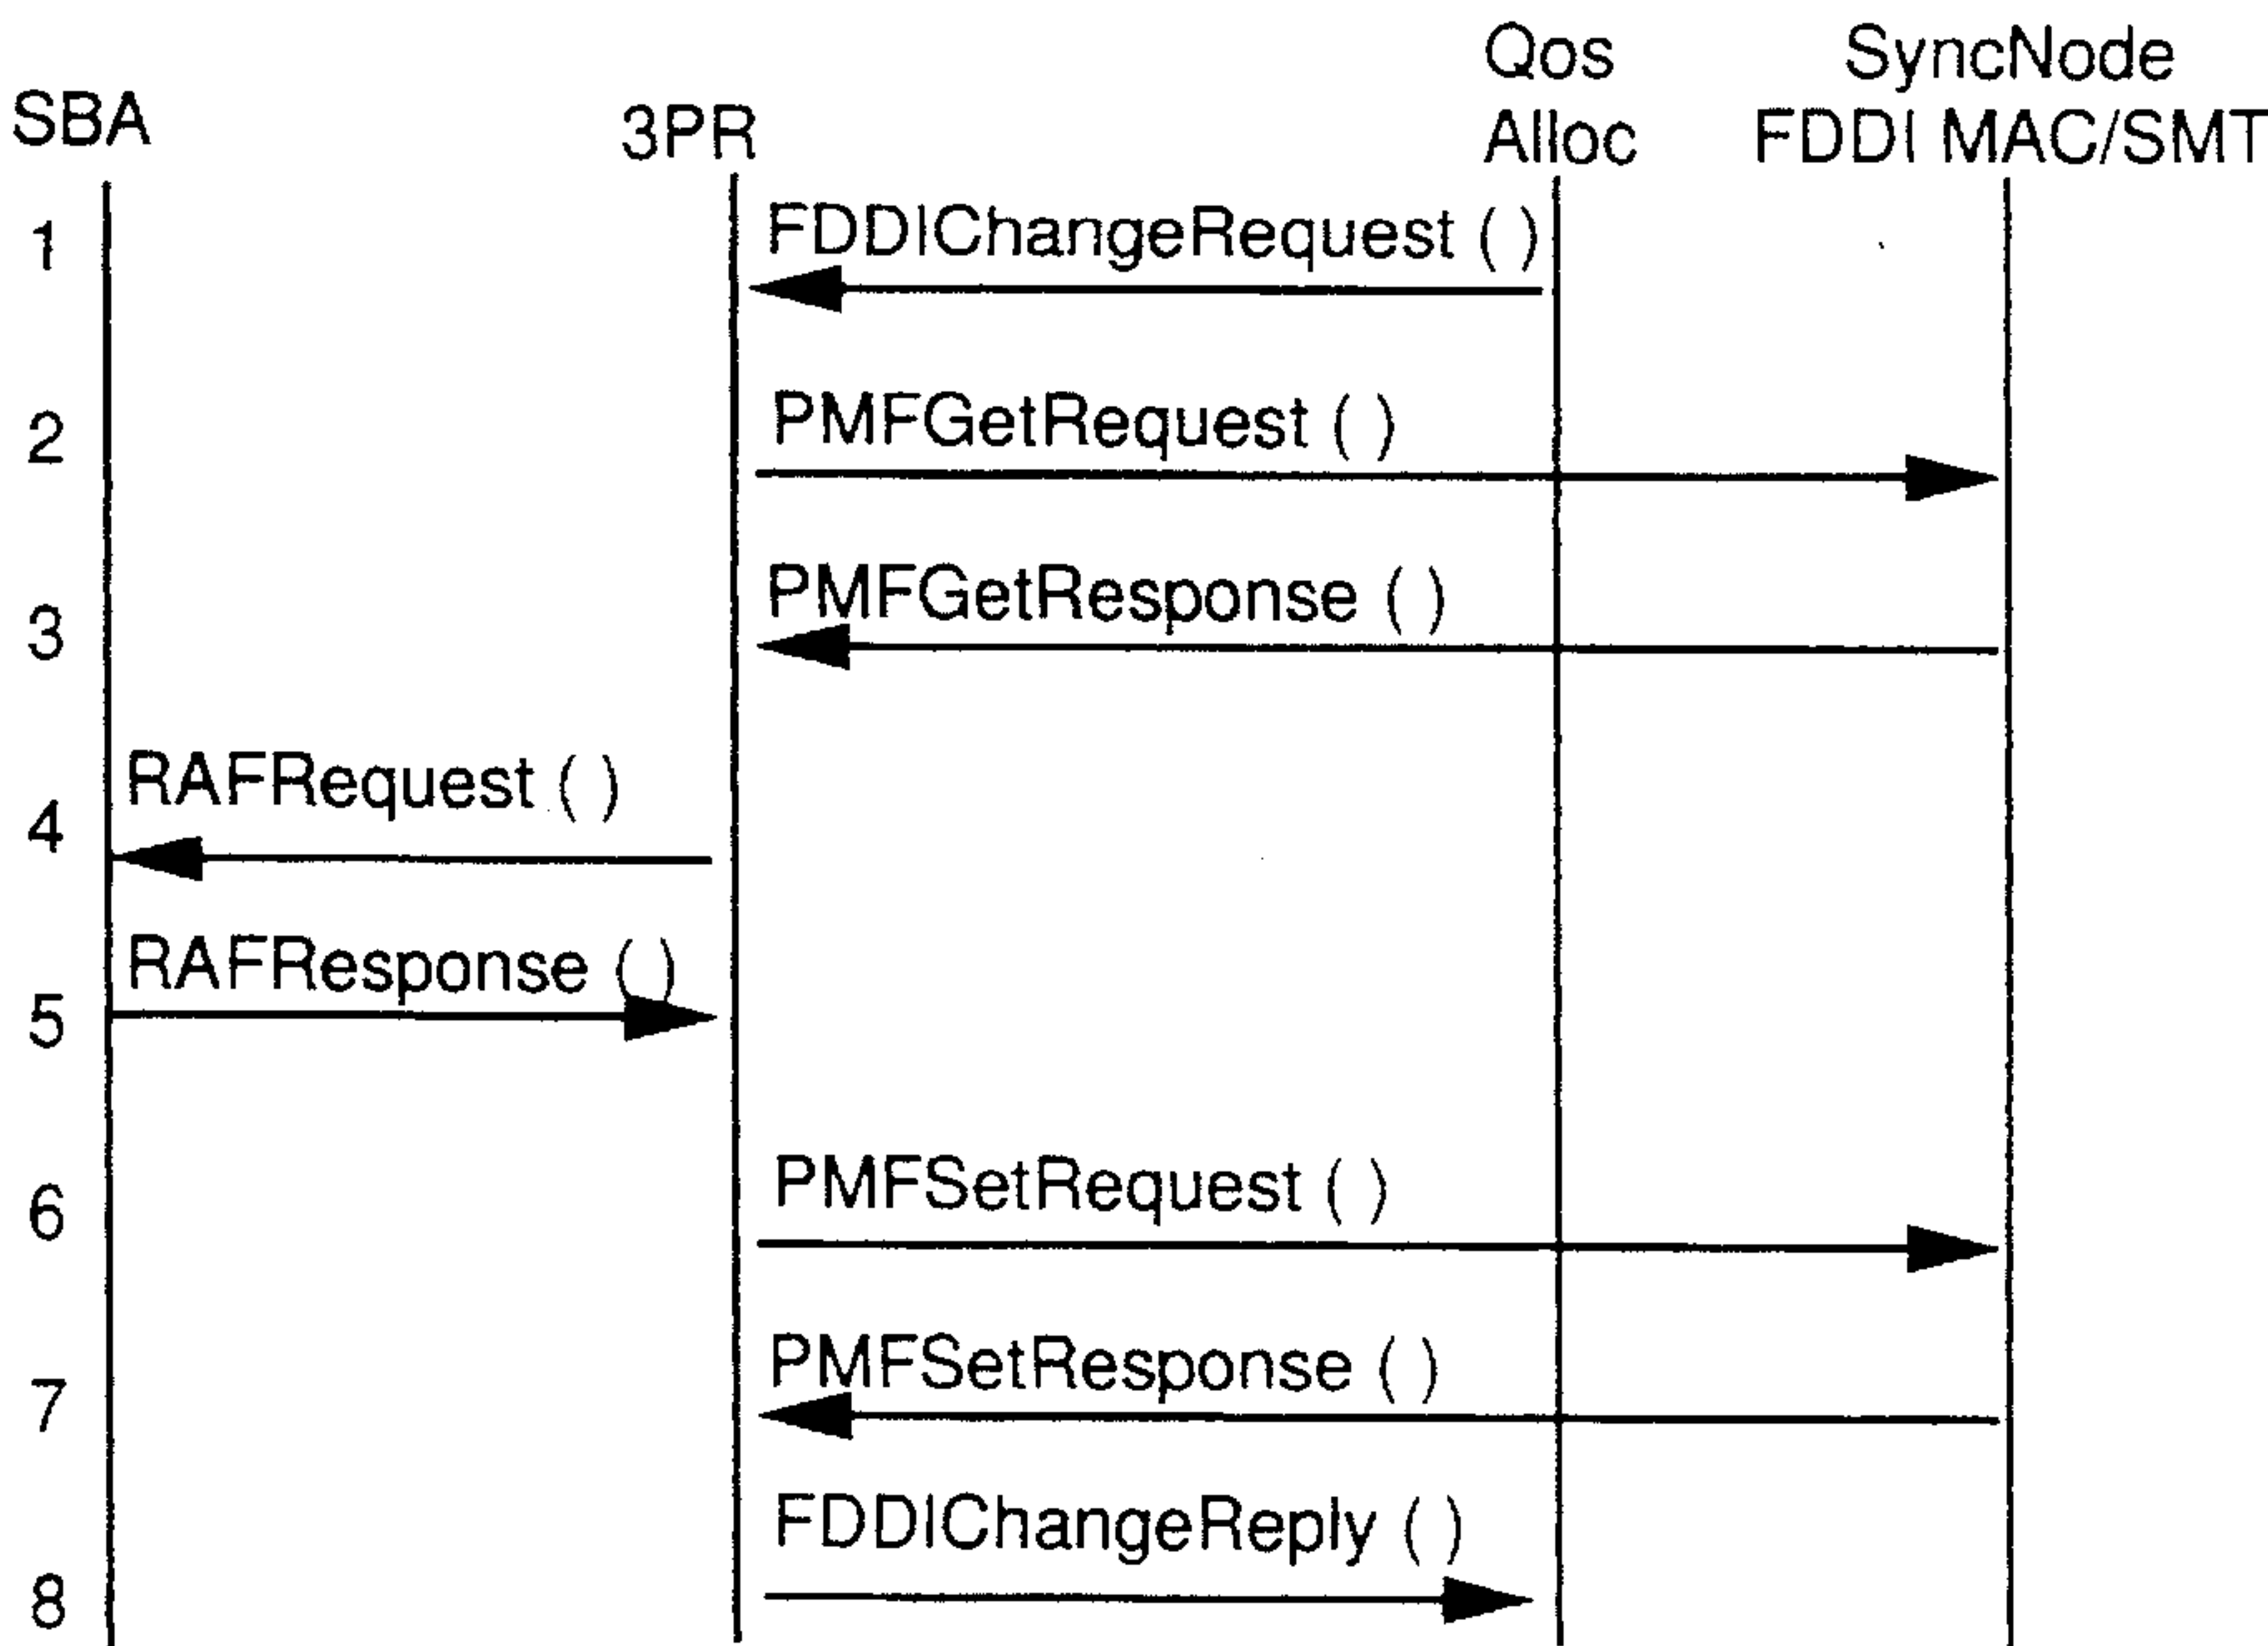 SBA
3PR
Qos
Alloc
SyncNode
FDDI MAC/SMT
1
FDDIChangeRequest ( )
2
PMFGetRequest ( )
3
PMFGetResponse ( )
4
RAFRequest ( )
5
RAFResponse ( )
6
PMFSetRequest ( )
7
PMFSetResponse ( )
8
FDDIChangeReply ( )